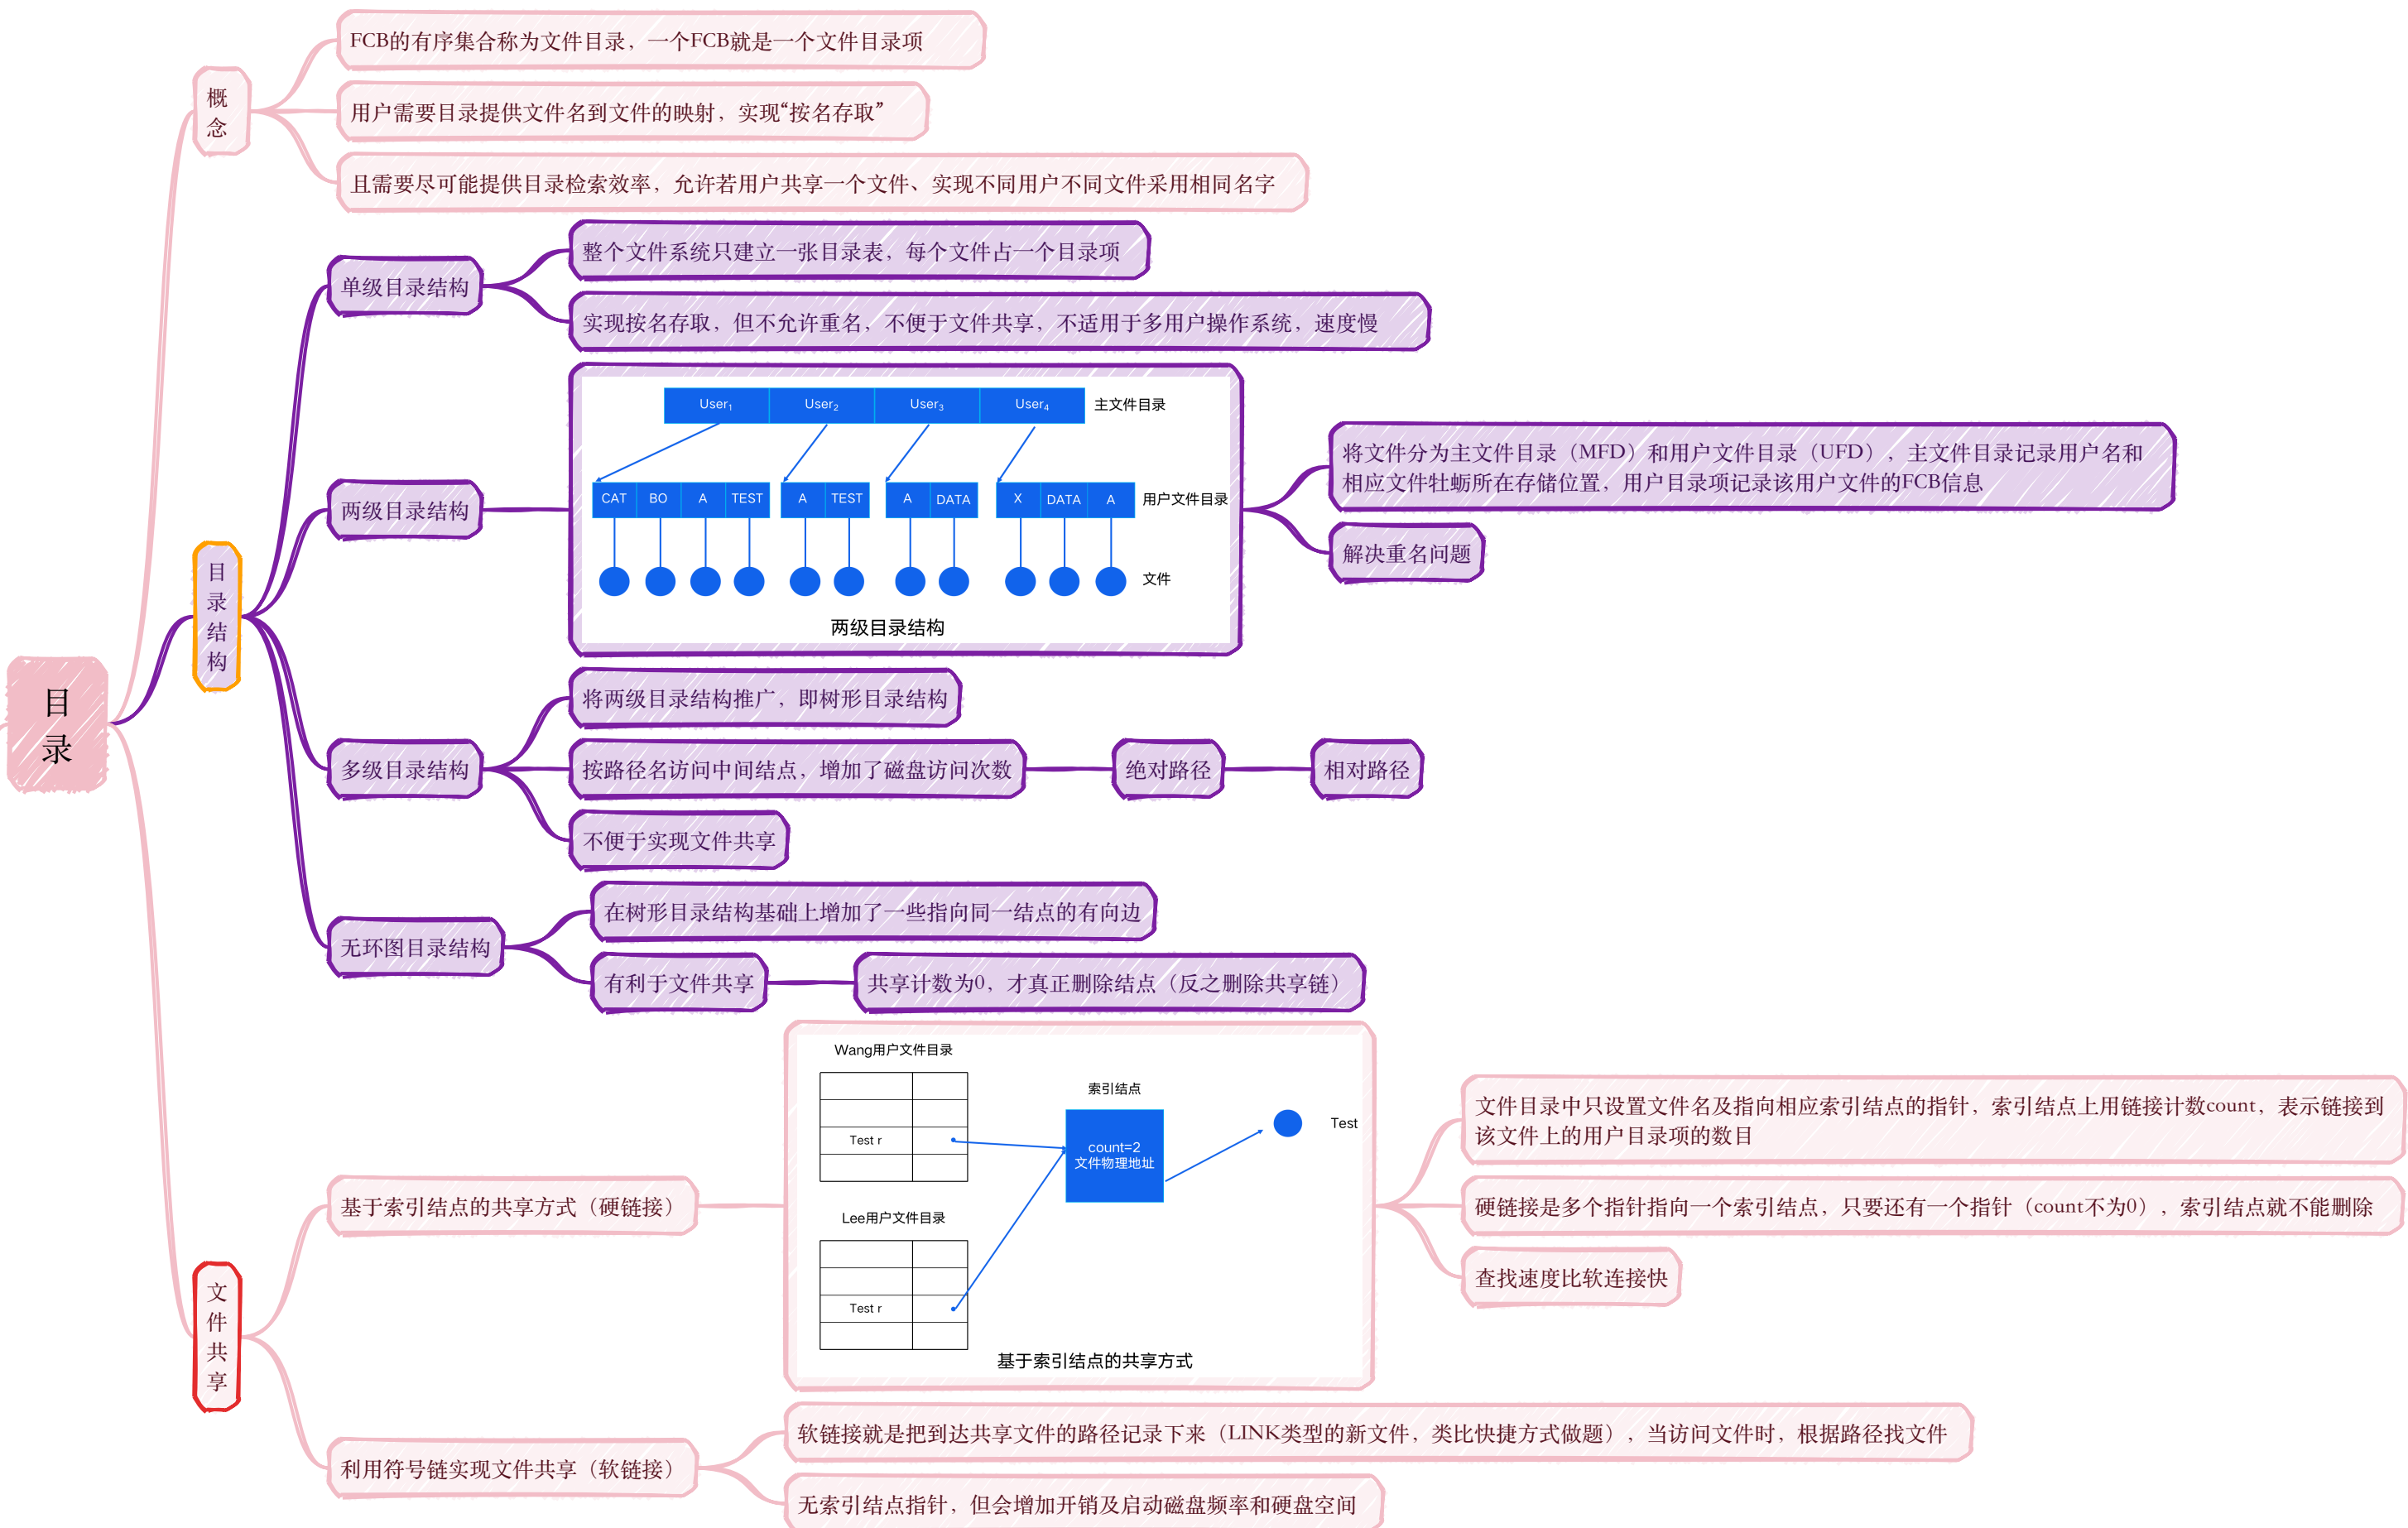 目
录
概
念
FCB的有序集合称为文件目录，一个FCB就是一个文件目录项
用户需要目录提供文件名到文件的映射，实现“按名存取”
且需要尽可能提供目录检索效率，允许若用户共享一个文件、实现不同用户不同文件采用相同名字
目
录
结
构
单级目录结构
整个文件系统只建立一张目录表，每个文件占一个目录项
实现按名存取，但不允许重名，不便于文件共享，不适用于多用户操作系统，速度慢
两级目录结构
User₁ User₂ User₃ User₄ 主文件目录
CAT BO A TEST A TEST A DATA X DATA A 用户文件目录
文件
两级目录结构
将文件分为主文件目录（MFD）和用户文件目录（UFD），主文件目录记录用户名和
相应文件牡蛎所在存储位置，用户目录项记录该用户文件的FCB信息
解决重名问题
多级目录结构
将两级目录结构推广，即树形目录结构
按路径名访问中间结点，增加了磁盘访问次数
绝对路径
相对路径
不便于实现文件共享
无环图目录结构
在树形目录结构基础上增加了一些指向同一结点的有向边
有利于文件共享
共享计数为0，才真正删除结点（反之删除共享链）
文
件
共
享
基于索引结点的共享方式（硬链接）
Wang用户文件目录
Test r
索引结点
count=2
文件物理地址
Test
Lee用户文件目录
Test r
基于索引结点的共享方式
文件目录中只设置文件名及指向相应索引结点的指针，索引结点上用链接计数count，表示链接到
该文件上的用户目录项的数目
硬链接是多个指针指向一个索引结点，只要还有一个指针（count不为0），索引结点就不能删除
查找速度比软连接快
利用符号链实现文件共享（软链接）
软链接就是把到达共享文件的路径记录下来（LINK类型的新文件，类比快捷方式做题），当访问文件时，根据路径找文件
无索引结点指针，但会增加开销及启动磁盘频率和硬盘空间